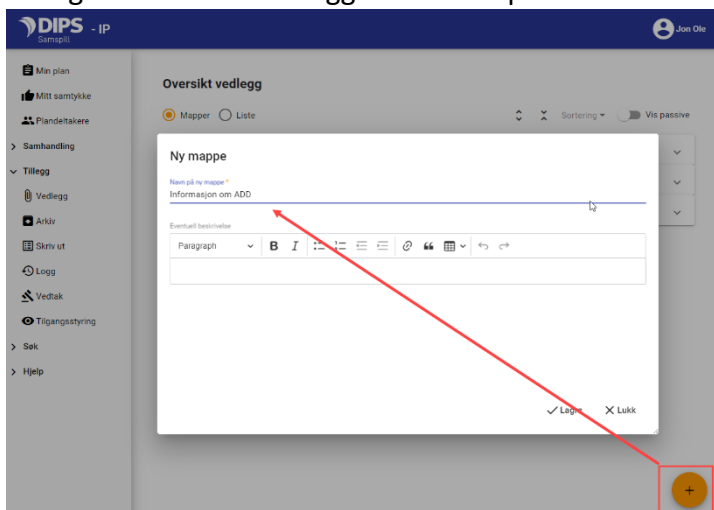 DIPS - IP
Samspill
Jon Ole
Min plan
Mitt samtykke
Plandeltakere
Samhandling
Tillegg
Vedlegg
Arkiv
Skriv ut
Logg
Vedtak
Tilgangsstyring
Søk
Hjelp
Oversikt vedlegg
Mapper Liste Sortering Vis passive
Ny mappe
Navn på ny mappe *
Informasjon om ADD
Eventuell beskrivelse
Paragraph B I
Lagre Lukk